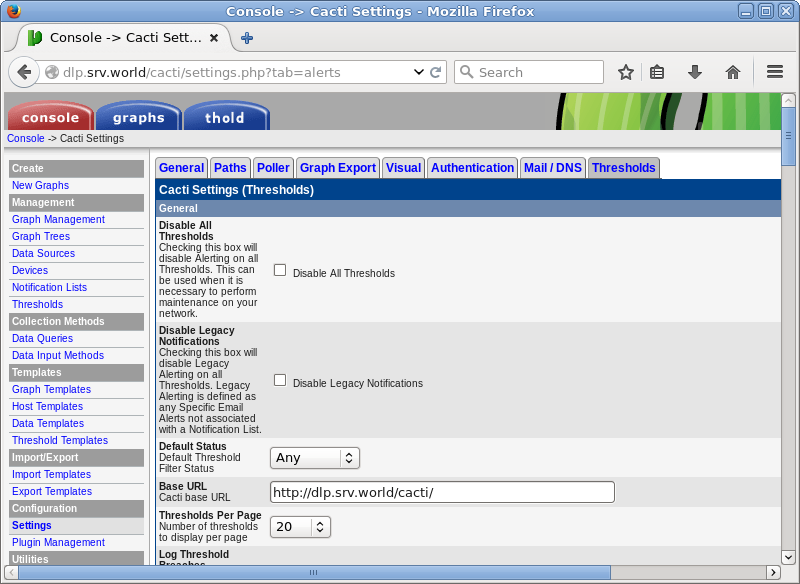 Console -> Cacti Settings - Mozilla Firefox
Console -> Cacti Sett...
dlp.srv.world/cacti/settings.php?tab=alerts
Search
console
graphs
thold
Console -> Cacti Settings
Create
New Graphs
Management
Graph Management
Graph Trees
Data Sources
Devices
Notification Lists
Thresholds
Collection Methods
Data Queries
Data Input Methods
Templates
Graph Templates
Host Templates
Data Templates
Threshold Templates
Import/Export
Import Templates
Export Templates
Configuration
Settings
Plugin Management
Utilities
General
Paths
Poller
Graph Export
Visual
Authentication
Mail / DNS
Thresholds
Cacti Settings (Thresholds)
General
Disable All
Thresholds
Checking this box will
disable Alerting on all
Thresholds. This can
be used when it is
necessary to perform
maintenance on your
network.
Disable All Thresholds
Disable Legacy
Notifications
Checking this box will
disable Legacy
Alerting on all
Thresholds. Legacy
Alerting is defined as
any Specific Email
Alerts not associated
with a Notification List.
Disable Legacy Notifications
Default Status
Default Threshold
Filter Status
Any
Base URL
Cacti base URL
http://dlp.srv.world/cacti/
Thresholds Per Page
Number of thresholds
to display per page
20
Log Threshold
Breaches